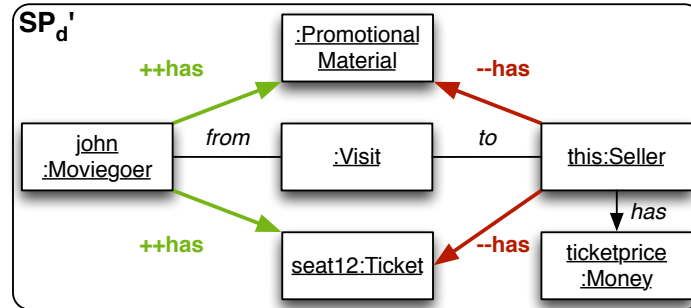 SPd'
:Promotional
Material
++has
--has
john
:Moviegoer
from
:Visit
to
this:Seller
has
++has
--has
seat12:Ticket
ticketprice
:Money